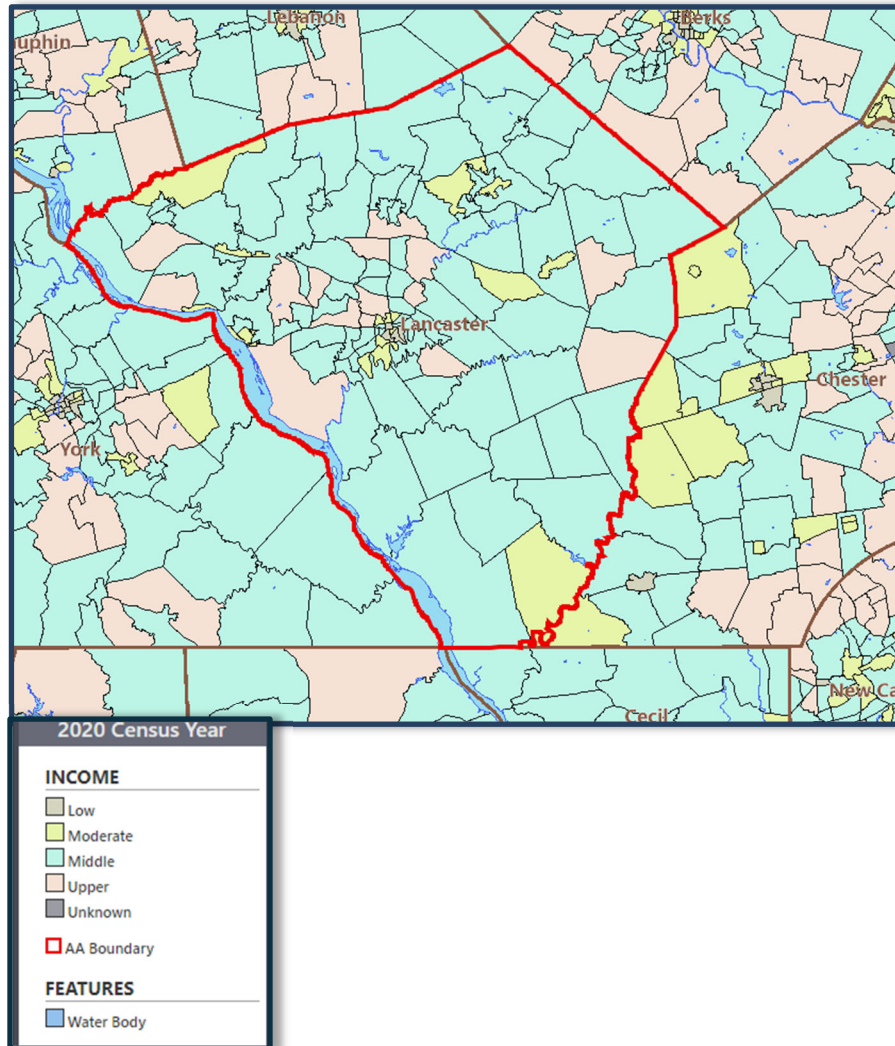 Lebanon
Berks
auphin
Lancaster
Chester
York
New Ca
Cecil
2020 Census Year
INCOME
Low
Moderate
Middle
Upper
Unknown
AA Boundary
FEATURES
Water Body